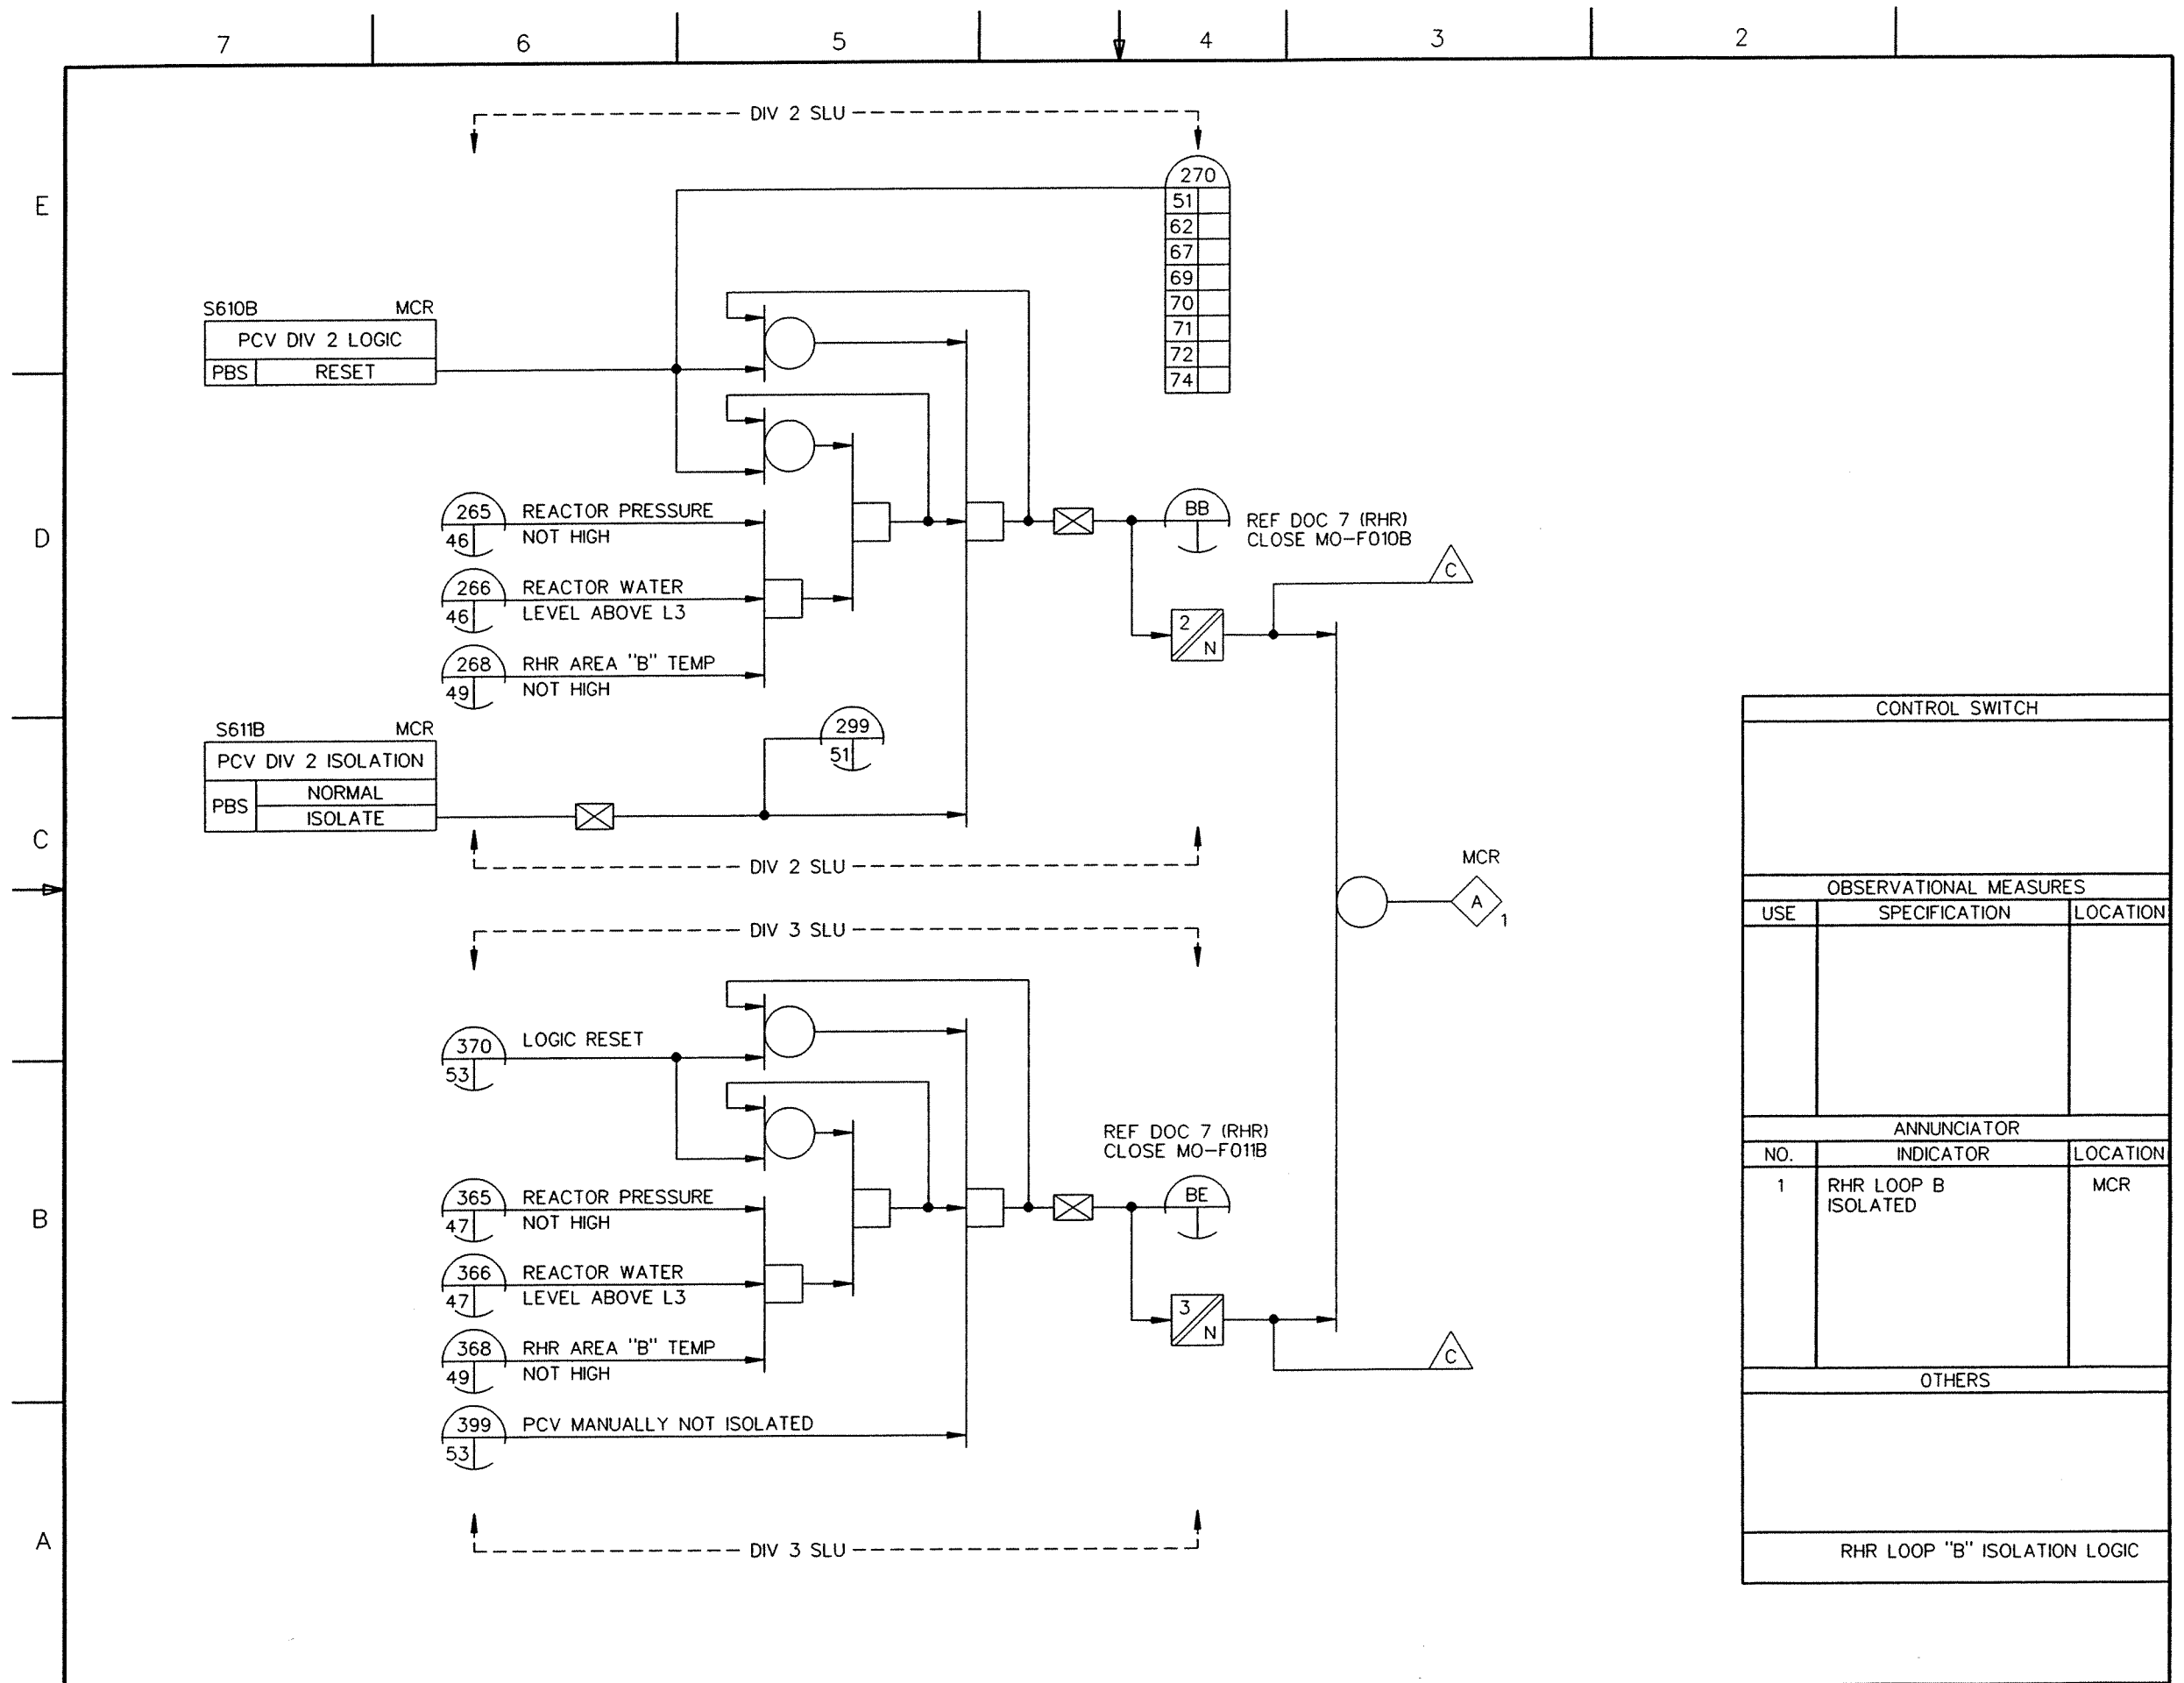 7 6 5 4 3 2
E
D
C
B
A
DIV 2 SLU
270
51
62
67
69
70
71
72
74
S610B MCR
PCV DIV 2 LOGIC
PBS RESET
265
46
REACTOR PRESSURE
NOT HIGH
266
46
REACTOR WATER
LEVEL ABOVE L3
268
49
RHR AREA "B" TEMP
NOT HIGH
BB
REF DOC 7 (RHR)
CLOSE MO-F010B
C
2
N
S611B MCR
PCV DIV 2 ISOLATION
PBS
NORMAL
ISOLATE
299
51
DIV 2 SLU
MCR
A
1
DIV 3 SLU
370
53
LOGIC RESET
365
47
REACTOR PRESSURE
NOT HIGH
366
47
REACTOR WATER
LEVEL ABOVE L3
368
49
RHR AREA "B" TEMP
NOT HIGH
399
53
PCV MANUALLY NOT ISOLATED
REF DOC 7 (RHR)
CLOSE MO-F011B
BE
3
N
C
DIV 3 SLU
CONTROL SWITCH
OBSERVATIONAL MEASURES
USE SPECIFICATION LOCATION
ANNUNCIATOR
NO. INDICATOR LOCATION
1 RHR LOOP B MCR
ISOLATED
OTHERS
RHR LOOP "B" ISOLATION LOGIC